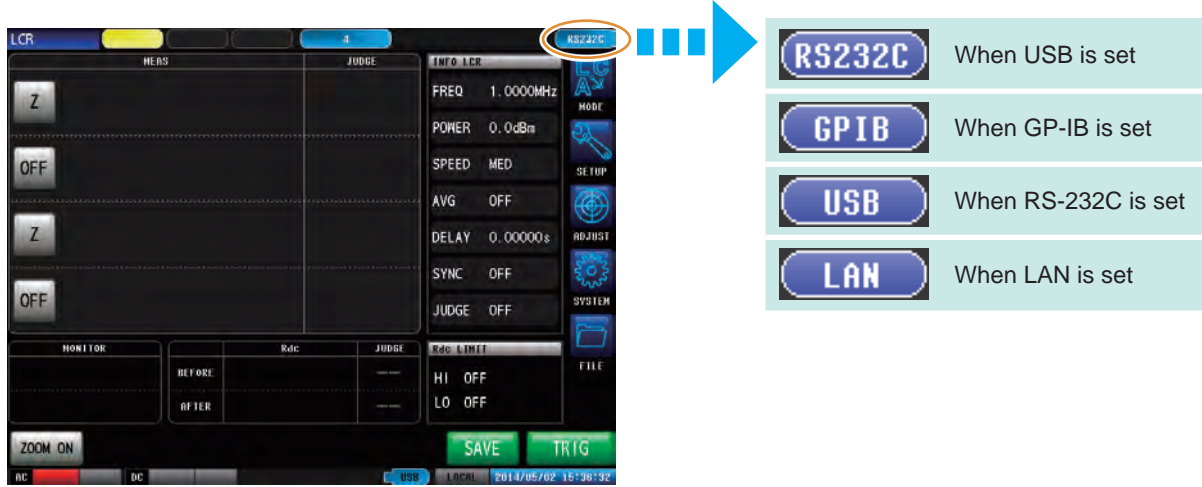 LCR 4 RS232C
MEAS JUDGE INFO LCR
Z
FREQ 1.0000MHz
MODE
POWER 0.0dBm
OFF
SPEED MED
SETUP
AVG OFF
Z
DELAY 0.00000s
ADJUST
SYNC OFF
OFF
JUDGE OFF
SYSTEM
MONITOR Rdc JUDGE Rdc LIMIT
BEFORE ---- HI OFF
FILE
AFTER ---- LO OFF
ZOOM ON SAVE TRIG
AC DC USB LOCAL 2014/05/02 15:36:32
RS232C When USB is set
GPIB When GP-IB is set
USB When RS-232C is set
LAN When LAN is set